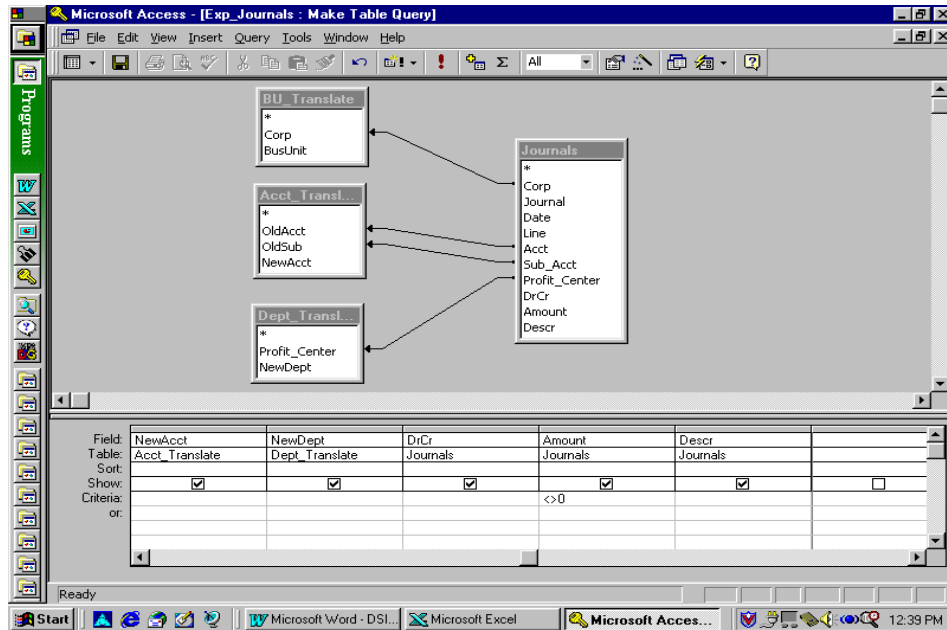 Microsoft Access - [Exp_Journals : Make Table Query]
File Edit View Insert Query Tools Window Help
All
Programs
BU_Translate
*
Corp
BusUnit
Journals
*
Corp
Journal
Date
Line
Acct
Sub_Acct
Profit_Center
DrCr
Amount
Descr
Acct_Transl...
*
OldAcct
OldSub
NewAcct
Dept_Transl...
*
Profit_Center
NewDept
Field: NewAcct NewDept DrCr Amount Descr
Table: Acct_Translate Dept_Translate Journals Journals Journals
Sort:
Show:
Criteria: <>0
or:
Ready
Start Microsoft Word - DSI... Microsoft Excel Microsoft Acces... 12:39 PM